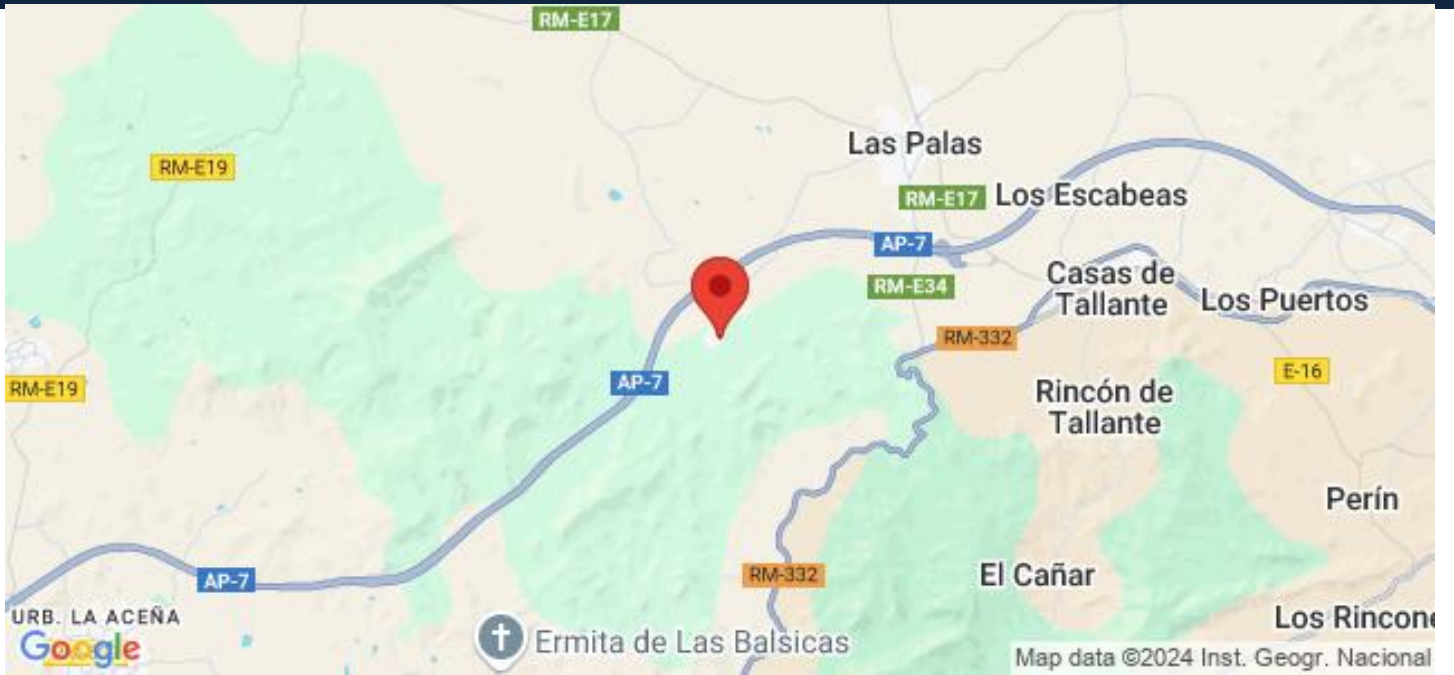 RM-E17
Las Palas
RM-E19
RM-E17
Los Escabeas
AP-7
Casas de
Tallante
RM-E34
Los Puertos
RM-332
AP-7
E-16
RM-E19
Rincón de
Tallante
Perín
AP-7
RM-332
El Cañar
URB. LA ACEÑA
Los Rincone
Ermita de Las Balsicas
Google
Map data ©2024 Inst. Geogr. Nacional